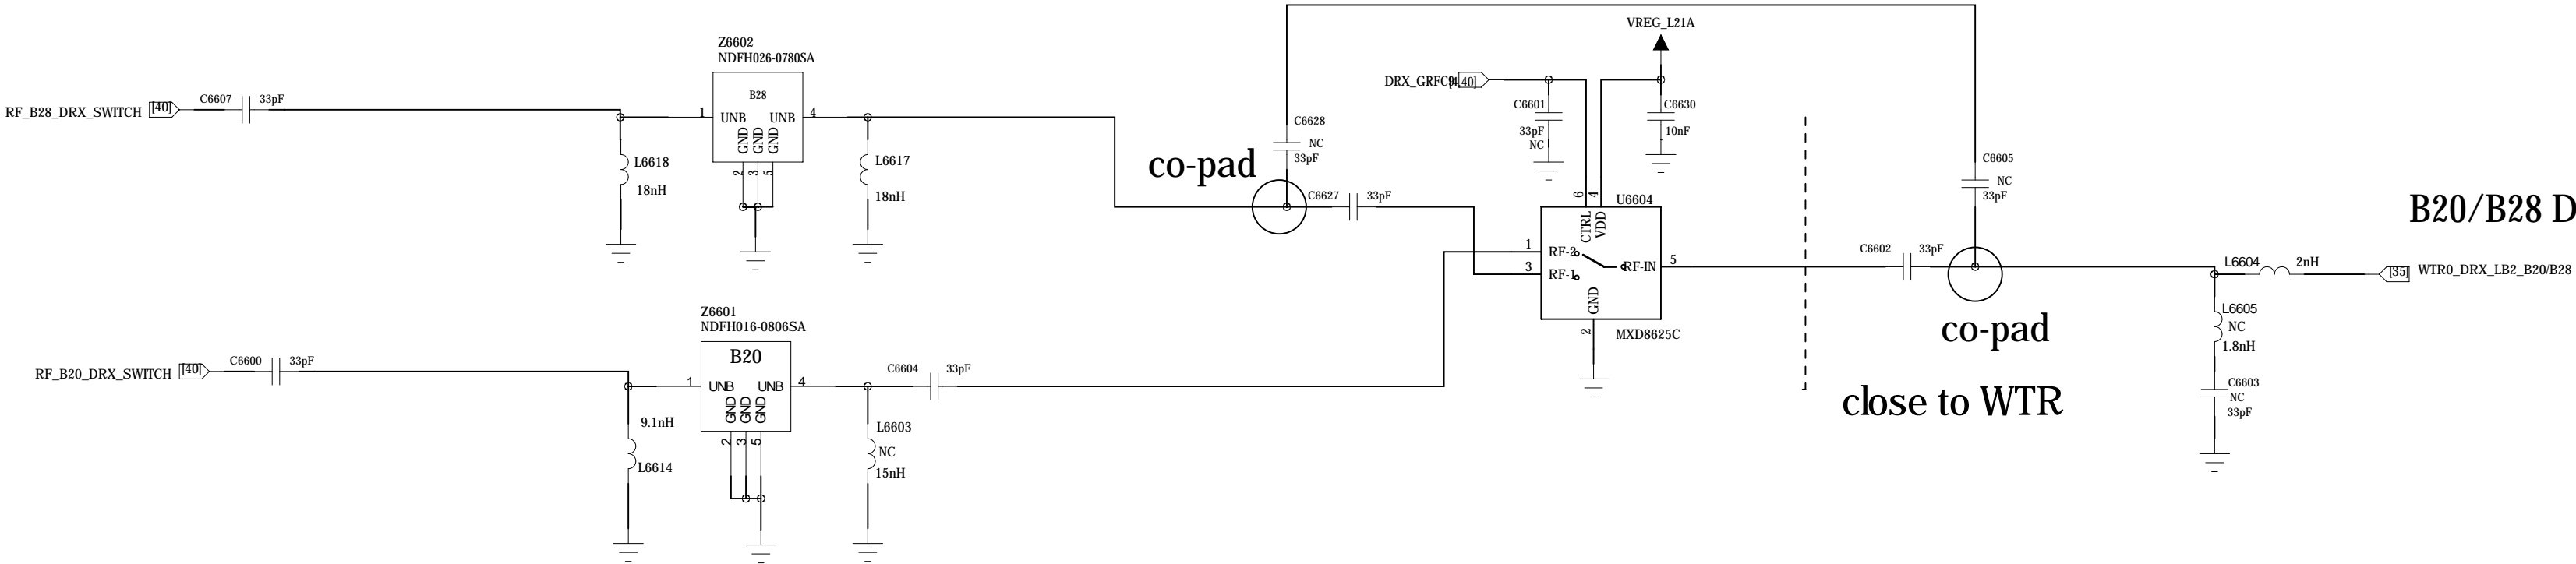 VREG_L21A
Z6602
NDFH026-0780SA
DRX_GRFC9 [4,40]
RF_B28_DRX_SWITCH [40]
C6607 33pF
B28
1 UNB UNB 4
GND GND GND
2 3 5
L6618
18nH
L6617
18nH
co-pad
C6628
NC
33pF
C6627 33pF
C6601
33pF
NC
C6630
10nF
C6605
NC
33pF
U6604
6 4
CTRL VDD
1 RF-2
3 RF-1
RF-IN 5
GND
2
MXD8625C
C6602 33pF
B20/B28 D
L6604 2nH
[35] WTR0_DRX_LB2_B20/B28
co-pad
L6605
NC
1.8nH
close to WTR
C6603
NC
33pF
Z6601
NDFH016-0806SA
RF_B20_DRX_SWITCH [40]
C6600 33pF
B20
1 UNB UNB 4
GND GND GND
2 3 5
9.1nH
L6614
C6604 33pF
L6603
NC
15nH